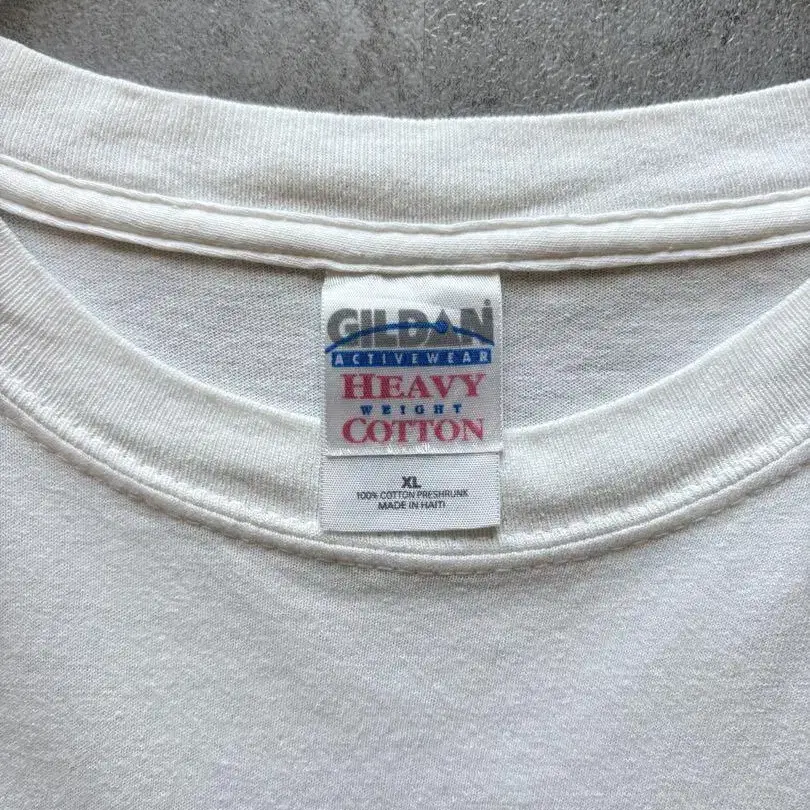 GILDAN
ACTIVEWEAR
HEAVY
WEIGHT
COTTON
XL
100% COTTON PRESHRUNK
MADE IN HAITI